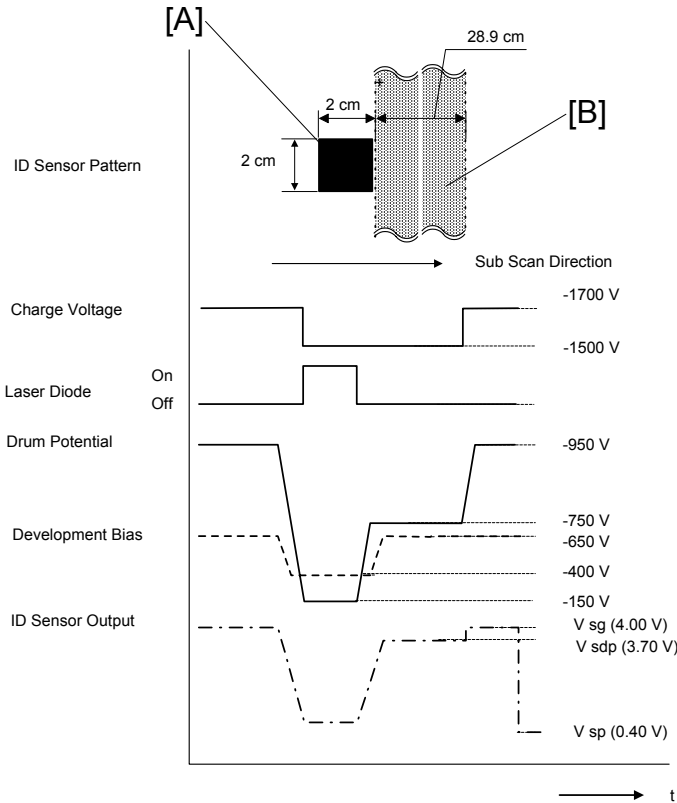 [A]
28.9 cm
2 cm
[B]
2 cm
ID Sensor Pattern
Sub Scan Direction
-1700 V
Charge Voltage
-1500 V
On
Laser Diode
Off
Drum Potential
-950 V
-750 V
Development Bias
-650 V
-400 V
-150 V
ID Sensor Output
V sg (4.00 V)
V sdp (3.70 V)
V sp (0.40 V)
t